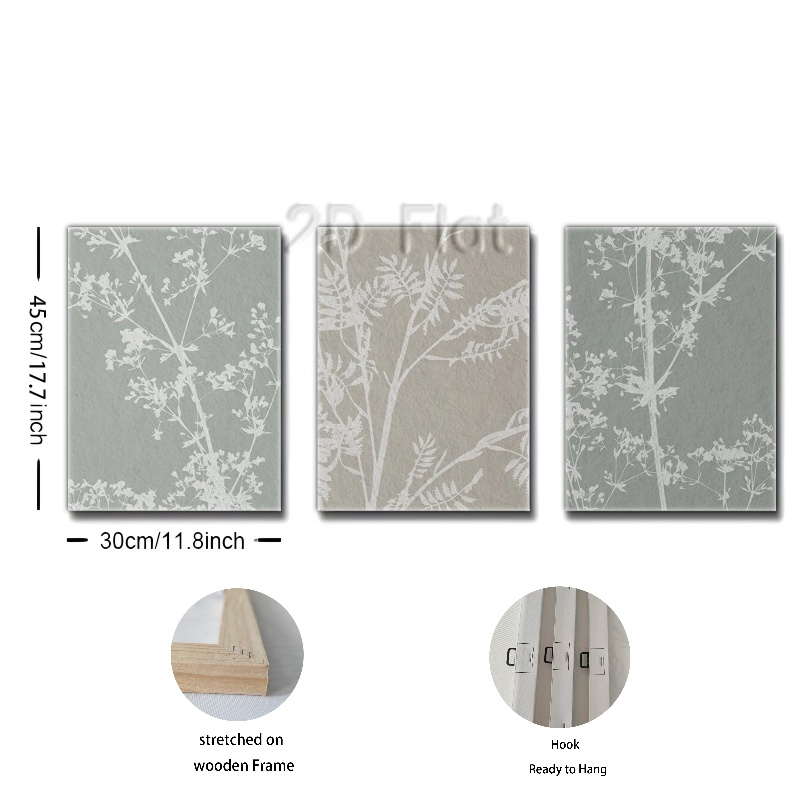 2D Flat
45cm/17.7inch
30cm/11.8inch
stretched on
wooden Frame
Hook
Ready to Hang